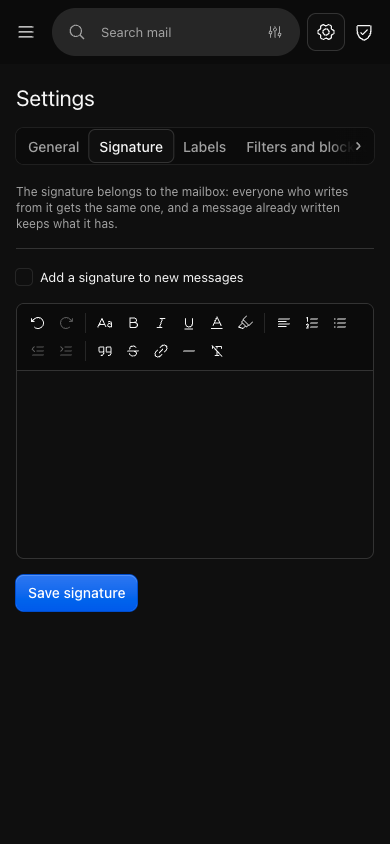 Search mail
Settings
General
Signature
Labels
Filters and block
The signature belongs to the mailbox: everyone who writes
from it gets the same one, and a message already written
keeps what it has.
Add a signature to new messages
Aa
B
I
U
A
Save signature